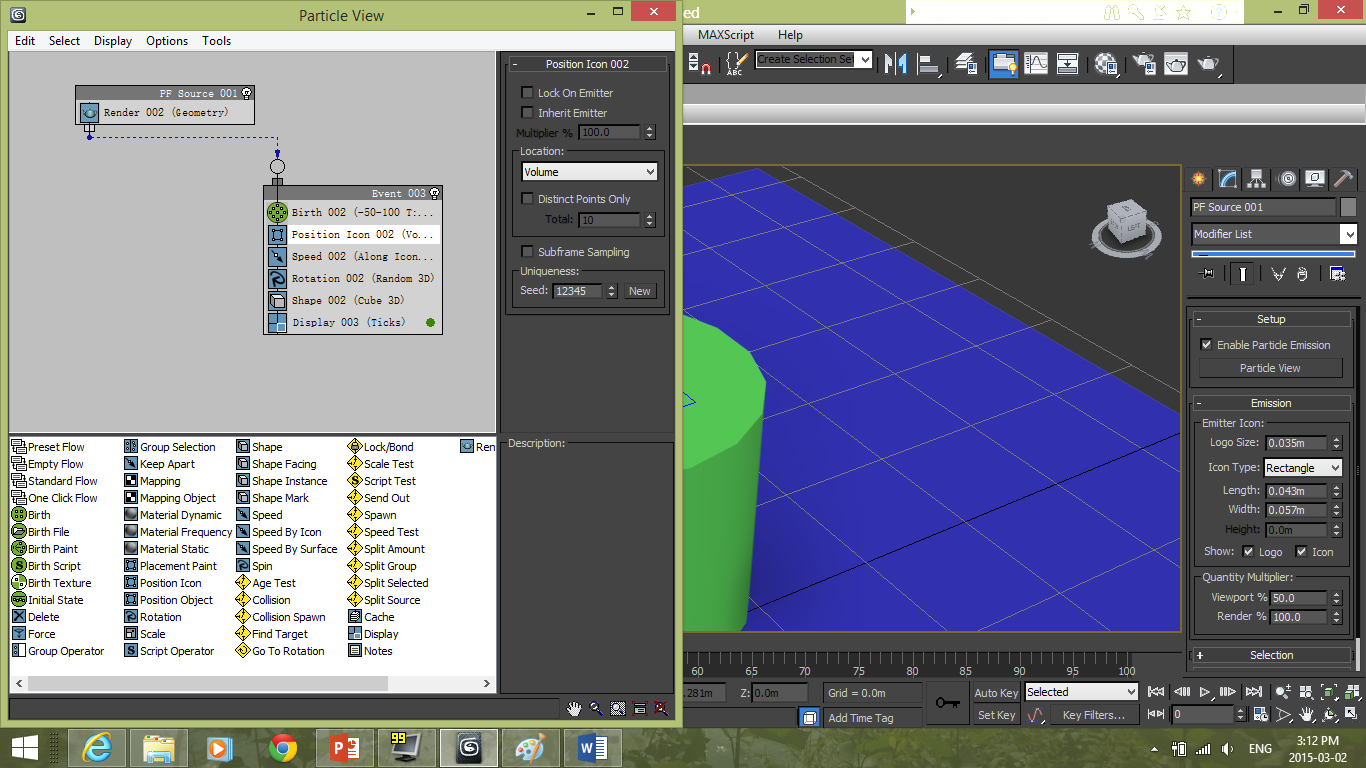 Particle View
ed
Edit Select Display Options Tools
MAXScript Help
Create Selection Set
ABC
PF Source 001
Render 002 (Geometry)
Event 003
Birth 002 (-50-100 T:...
Position Icon 002 (Vo...
Speed 002 (Along Icon...
Rotation 002 (Random 3D)
Shape 002 (Cube 3D)
Display 003 (Ticks)
- Position Icon 002
Lock On Emitter
Inherit Emitter
Multiplier % 100.0
Location:
Volume
Distinct Points Only
Total: 10
Subframe Sampling
Uniqueness:
Seed: 12345 New
Description:
Preset Flow Group Selection Shape Lock/Bond Ren
Empty Flow Keep Apart Shape Facing Scale Test
Standard Flow Mapping Shape Instance Script Test
One Click Flow Mapping Object Shape Mark Send Out
Birth Material Dynamic Speed Spawn
Birth File Material Frequency Speed By Icon Speed Test
Birth Paint Material Static Speed By Surface Split Amount
Birth Script Placement Paint Spin Split Group
Birth Texture Position Icon Age Test Split Selected
Initial State Position Object Collision Split Source
Delete Rotation Collision Spawn Cache
Force Scale Find Target Display
Group Operator Script Operator Go To Rotation Notes
LEFT
PF Source 001
Modifier List
- Setup
Enable Particle Emission
Particle View
- Emission
Emitter Icon:
Logo Size: 0.035m
Icon Type: Rectangle
Length: 0.043m
Width: 0.057m
Height: 0.0m
Show: Logo Icon
Quantity Multiplier:
Viewport % 50.0
Render % 100.0
+ Selection
60 65 70 75 80 85 90 95 100
.281m Z: 0.0m Grid = 0.0m Auto Key Selected
Add Time Tag Set Key Key Filters... 0
99
ENG
3:12 PM
2015-03-02